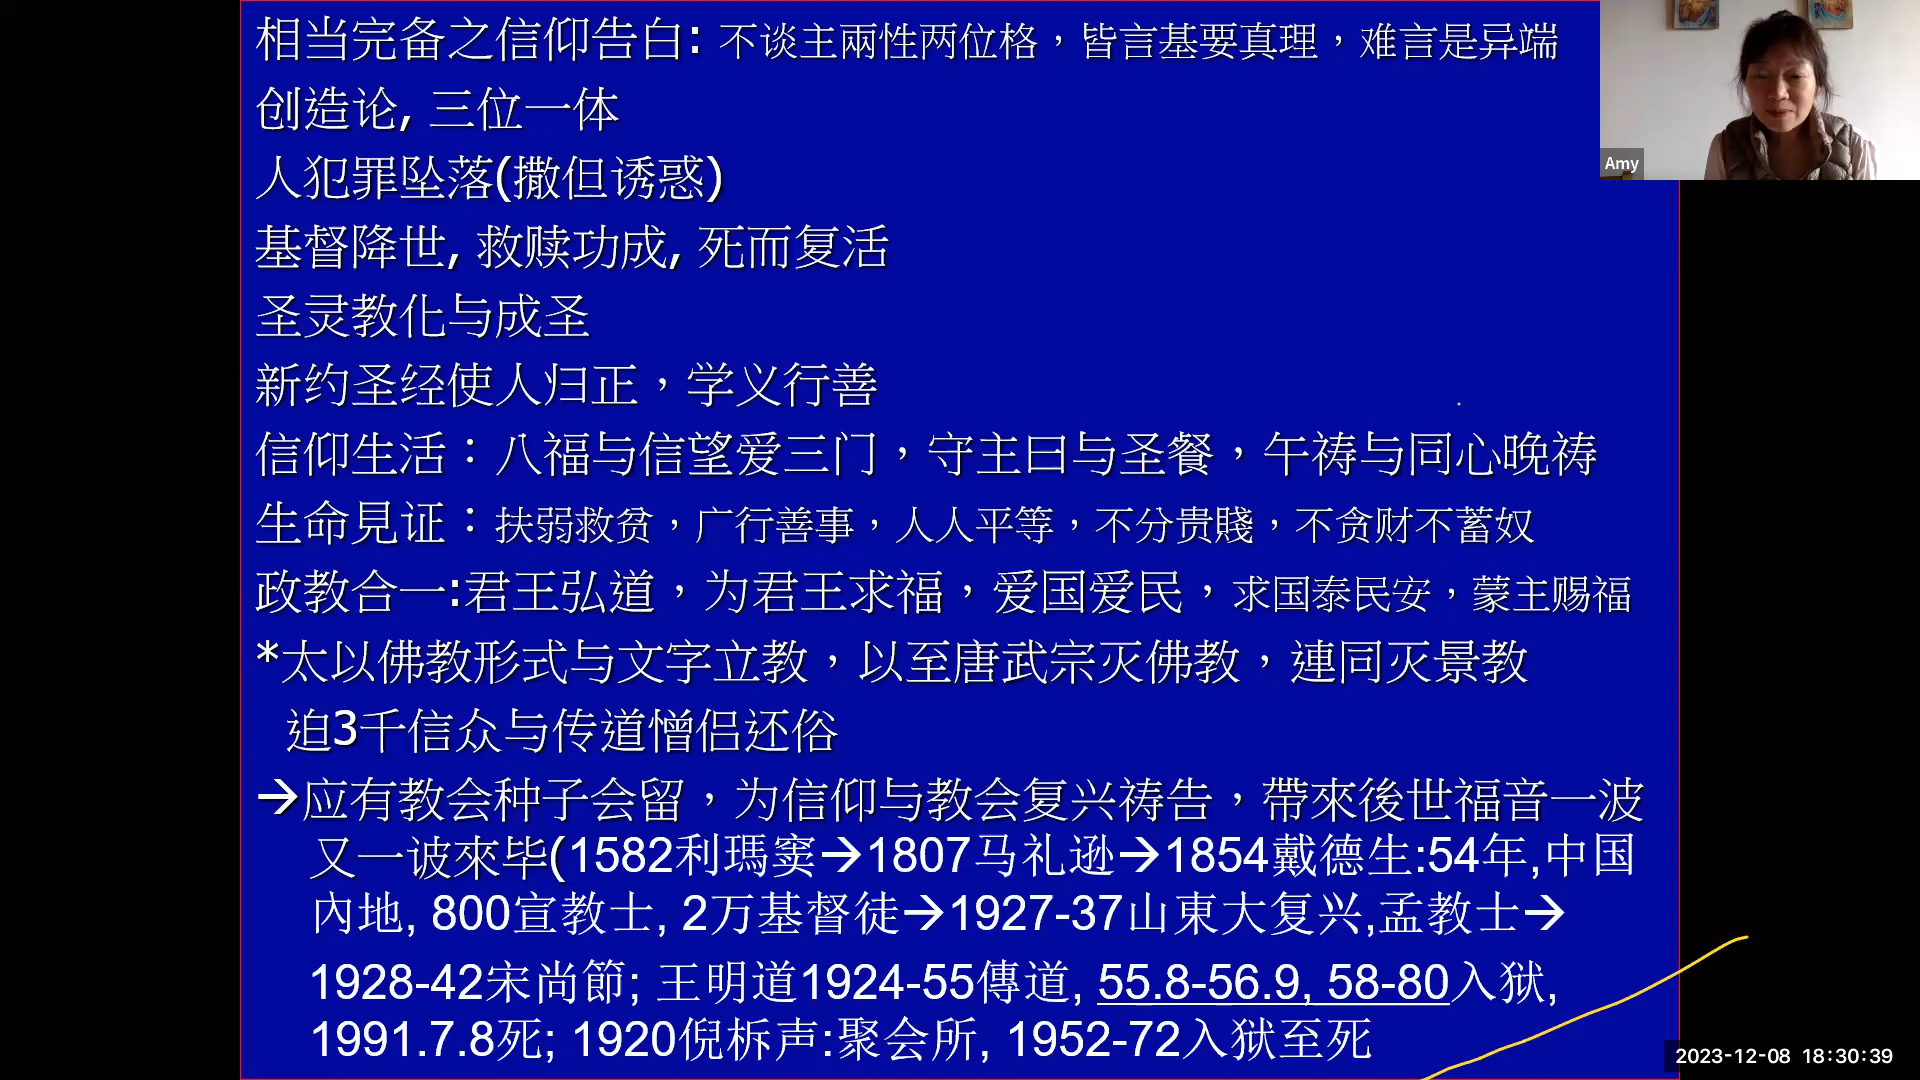 相当完备之信仰告白: 不谈主兩性两位格，皆言基要真理，难言是异端
创造论, 三位一体
人犯罪坠落(撒但诱惑)
基督降世, 救赎功成, 死而复活
圣灵教化与成圣
新约圣经使人归正，学义行善
信仰生活：八福与信望爱三门，守主曰与圣餐，午祷与同心晚祷
生命見证：扶弱救贫，广行善事，人人平等，不分贵賤，不贪财不蓄奴
政教合一:君王弘道，为君王求福，爱国爱民，求国泰民安，蒙主赐福
*太以佛教形式与文字立教，以至唐武宗灭佛教，連同灭景教
迫3千信众与传道憎侣还俗
→应有教会种子会留，为信仰与教会复兴祷告，帶來後世福音一波
又一诐來毕(1582利瑪窦→1807马礼逊→1854戴德生:54年,中国
內地, 800宣教士, 2万基督徒→1927-37山東大复兴,孟教士→
1928-42宋尚節; 王明道1924-55傳道, 55.8-56.9, 58-80入狱,
1991.7.8死; 1920倪柝声:聚会所, 1952-72入狱至死
Amy
2023-12-08 18:30:39